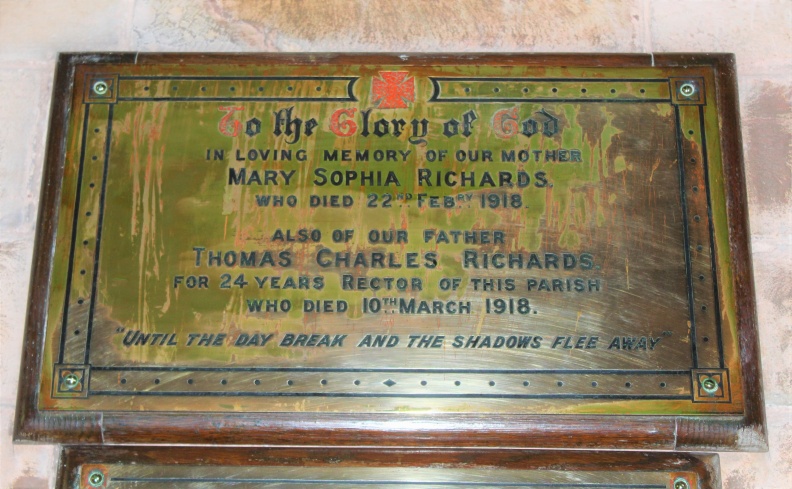 To the Glory of God
IN LOVING MEMORY OF OUR MOTHER
MARY SOPHIA RICHARDS.
WHO DIED 22ND FEBRY 1918.
ALSO OF OUR FATHER
THOMAS CHARLES RICHARDS.
FOR 24 YEARS RECTOR OF THIS PARISH
WHO DIED 10TH MARCH 1918.
"UNTIL THE DAY BREAK AND THE SHADOWS FLEE AWAY"